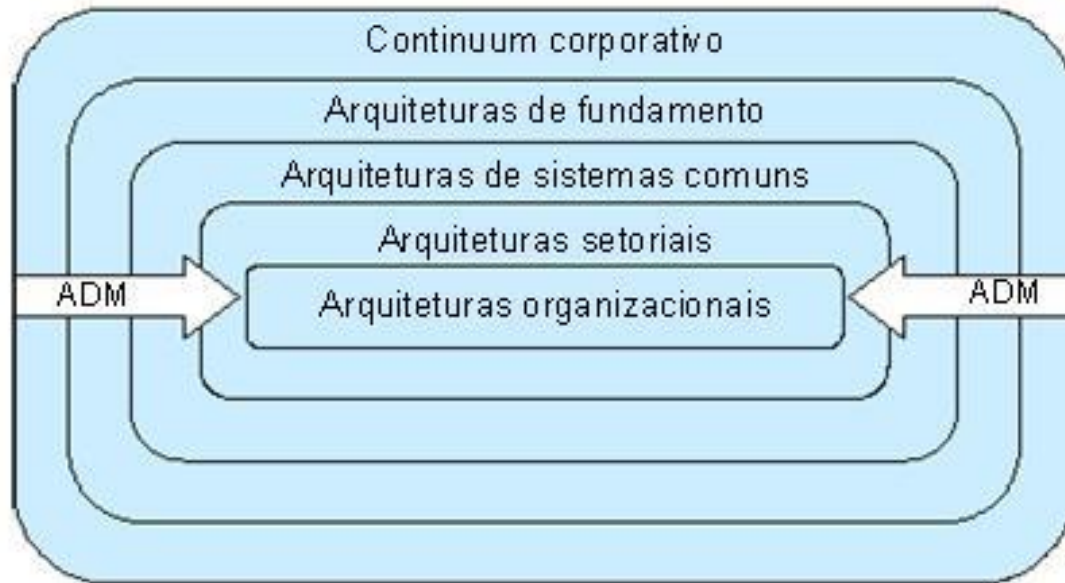 Continuum corporativo
Arquiteturas de fundamento
Arquiteturas de sistemas comuns
Arquiteturas setoriais
ADM
Arquiteturas organizacionais
ADM